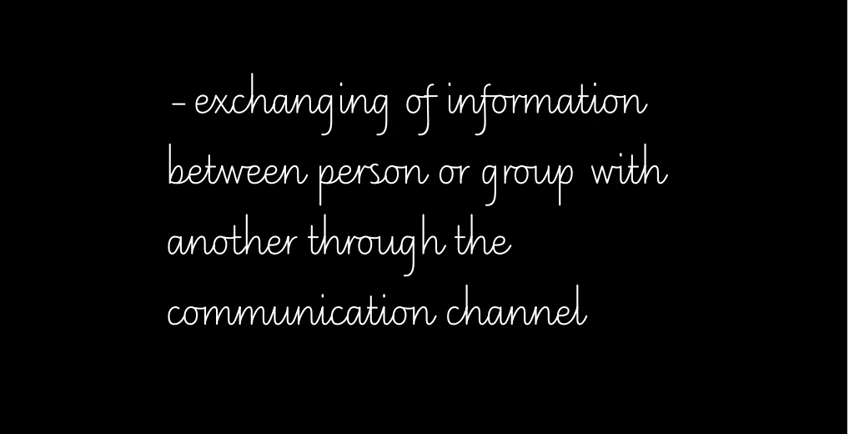 - exchanging of information
between person or group with
another through the
communication channel